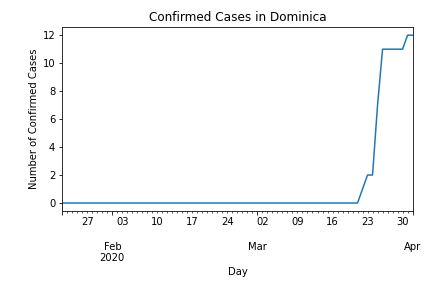 Confirmed Cases in Dominica
Number of Confirmed Cases
12
10
8
6
4
2
0
27 03 10 17 24 02 09 16 23 30
Feb Mar Apr
2020
Day